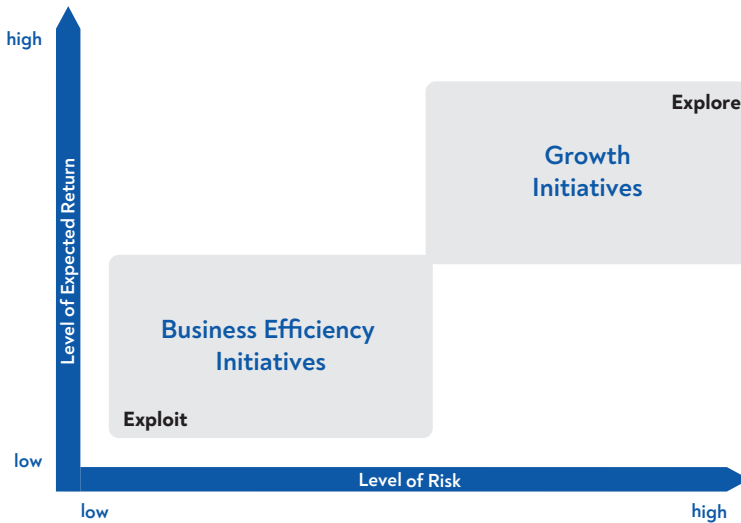 high
Explore
Growth
Initiatives
Level of Expected Return
Business Efficiency
Initiatives
Exploit
low
Level of Risk
low
high